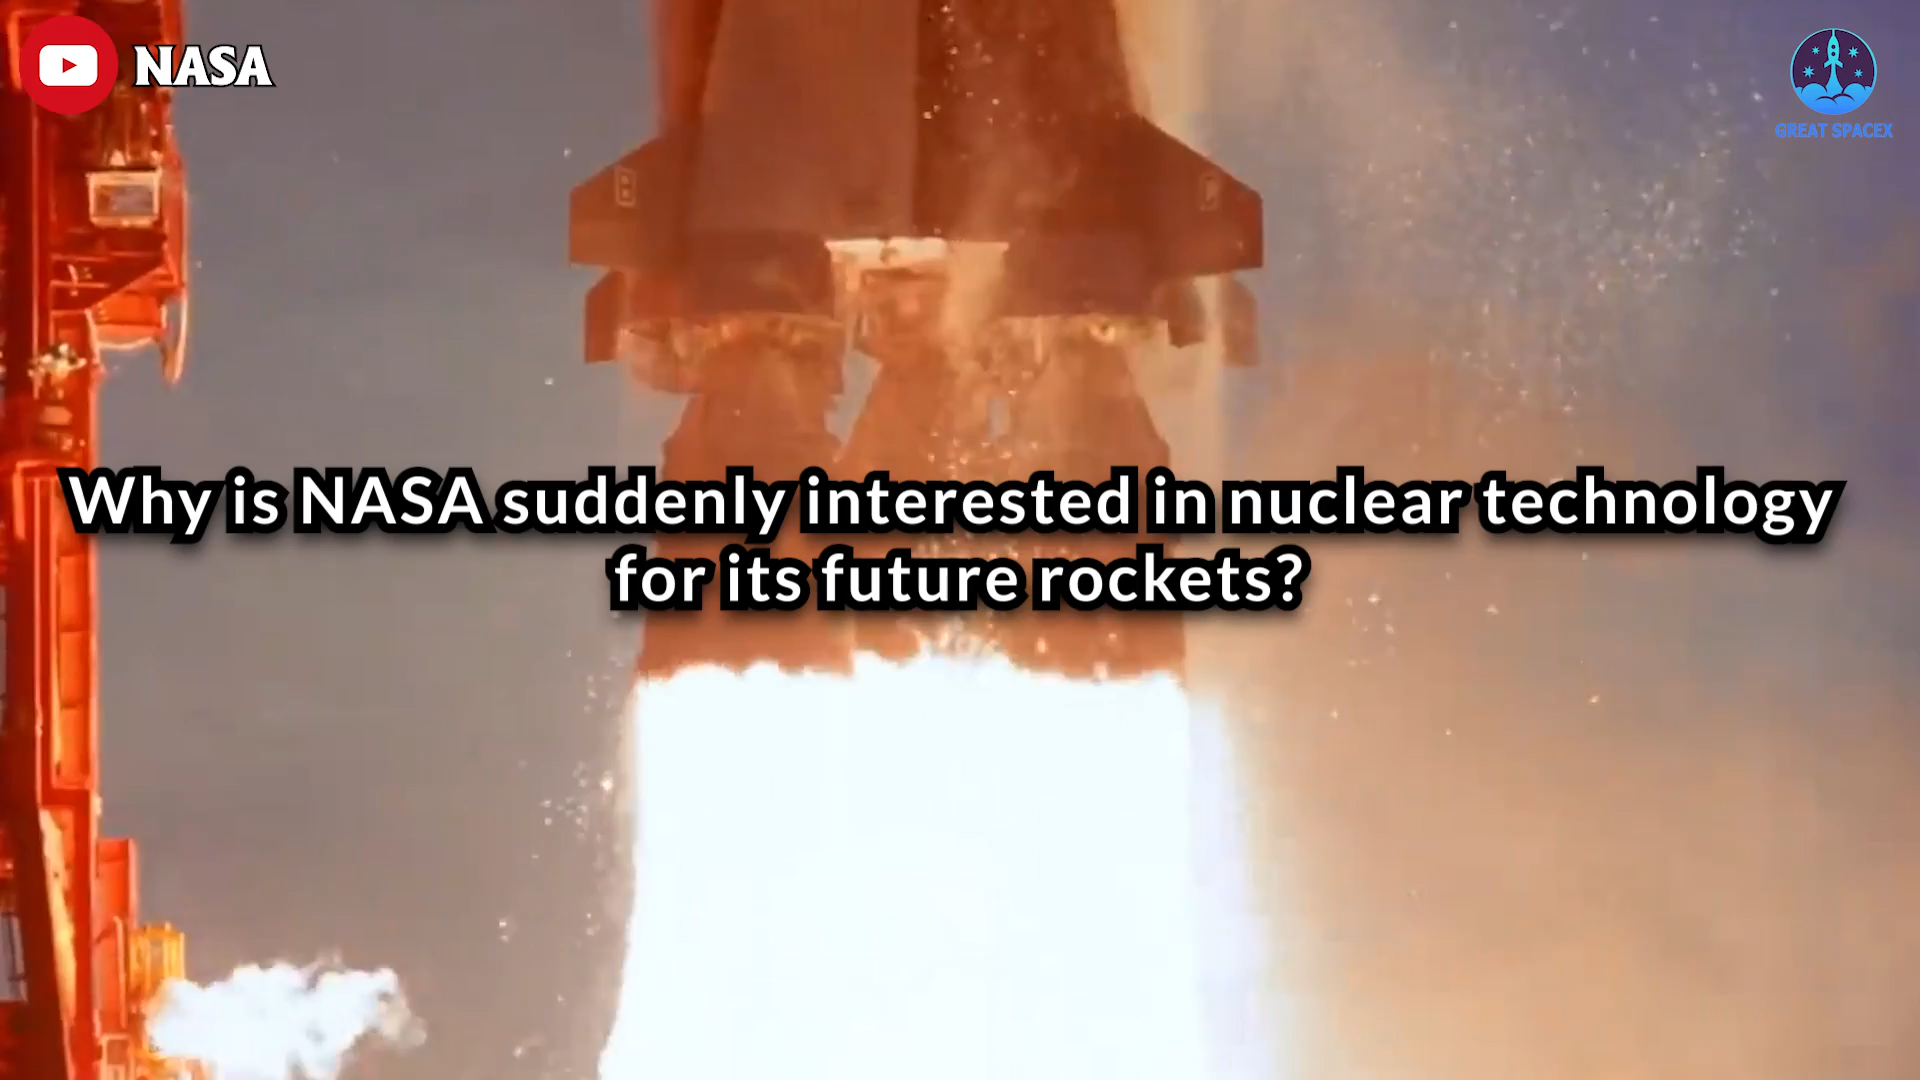 NASA
GREAT SPACEX
Why is NASA suddenly interested in nuclear technology
for its future rockets?